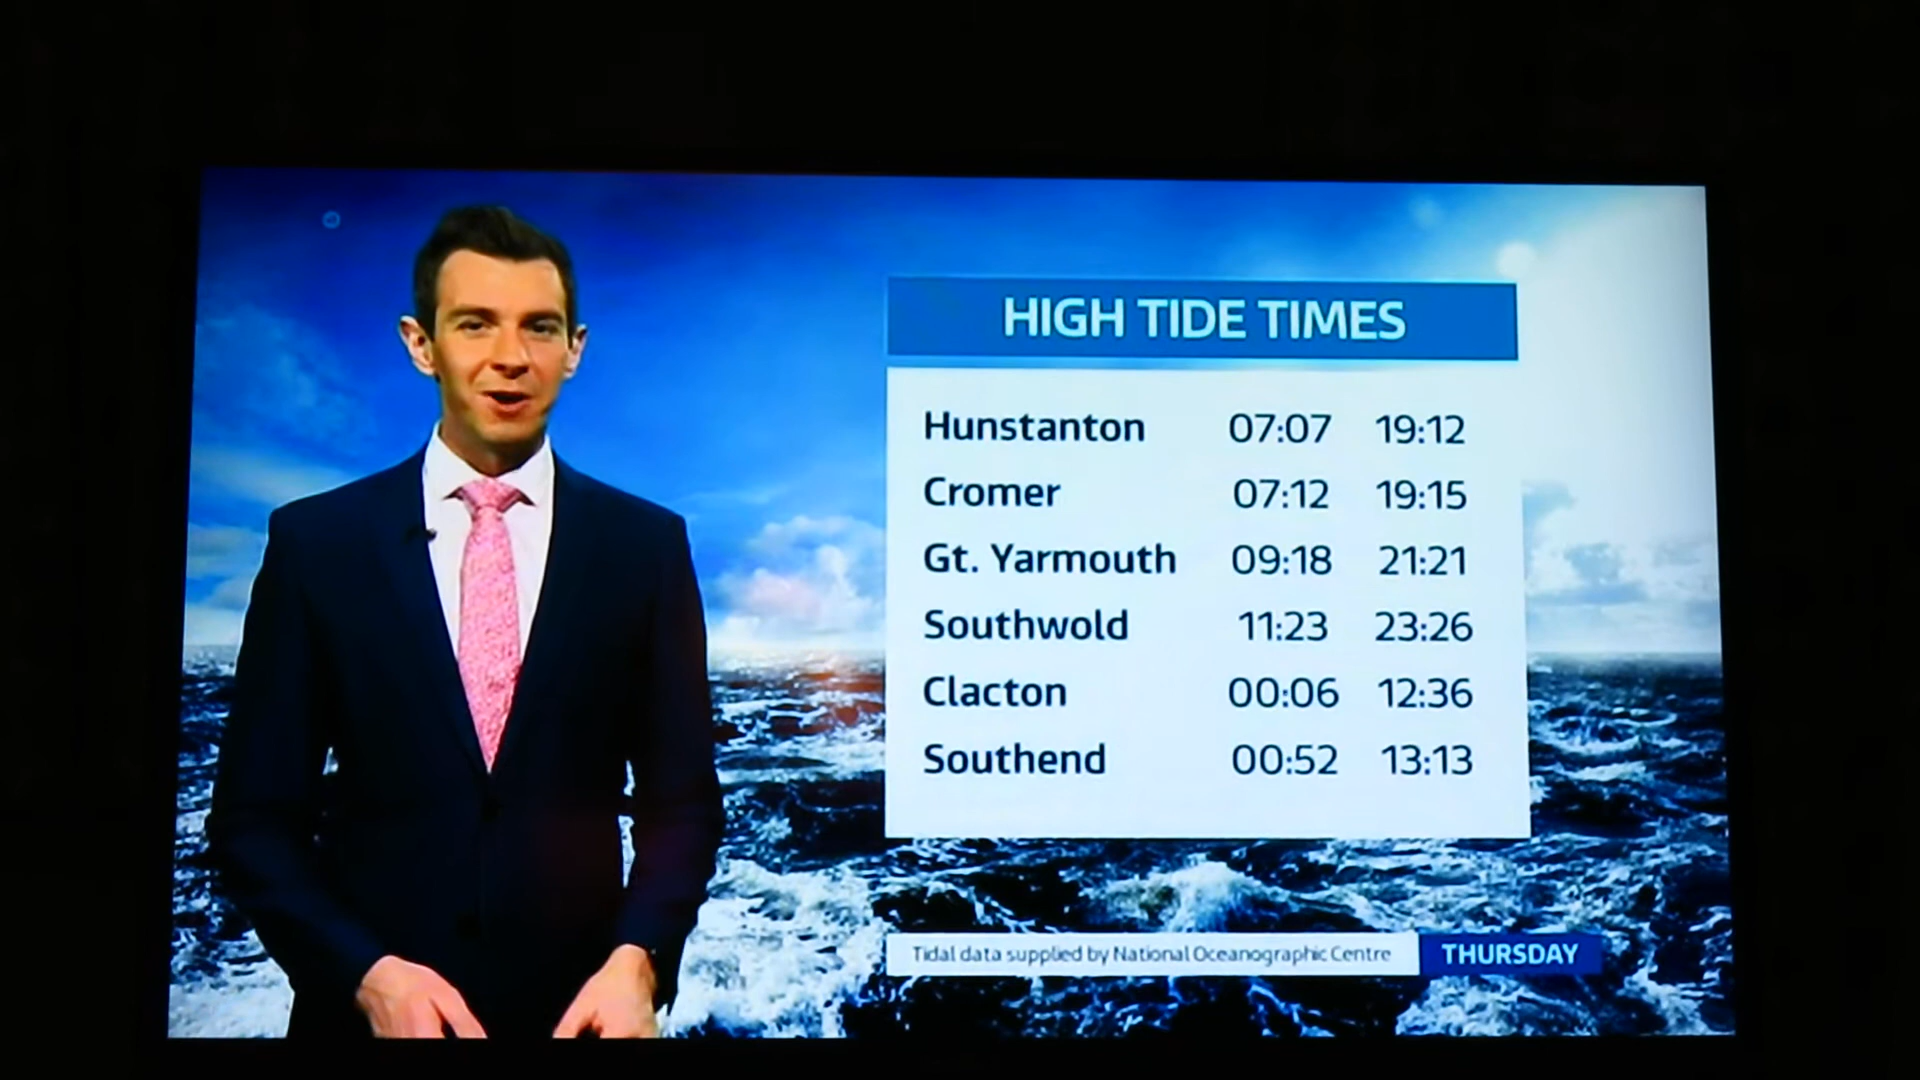 HIGH TIDE TIMES
Hunstanton 07:07 19:12
Cromer 07:12 19:15
Gt. Yarmouth 09:18 21:21
Southwold 11:23 23:26
Clacton 00:06 12:36
Southend 00:52 13:13
Tidal data supplied by National Oceanographic Centre THURSDAY